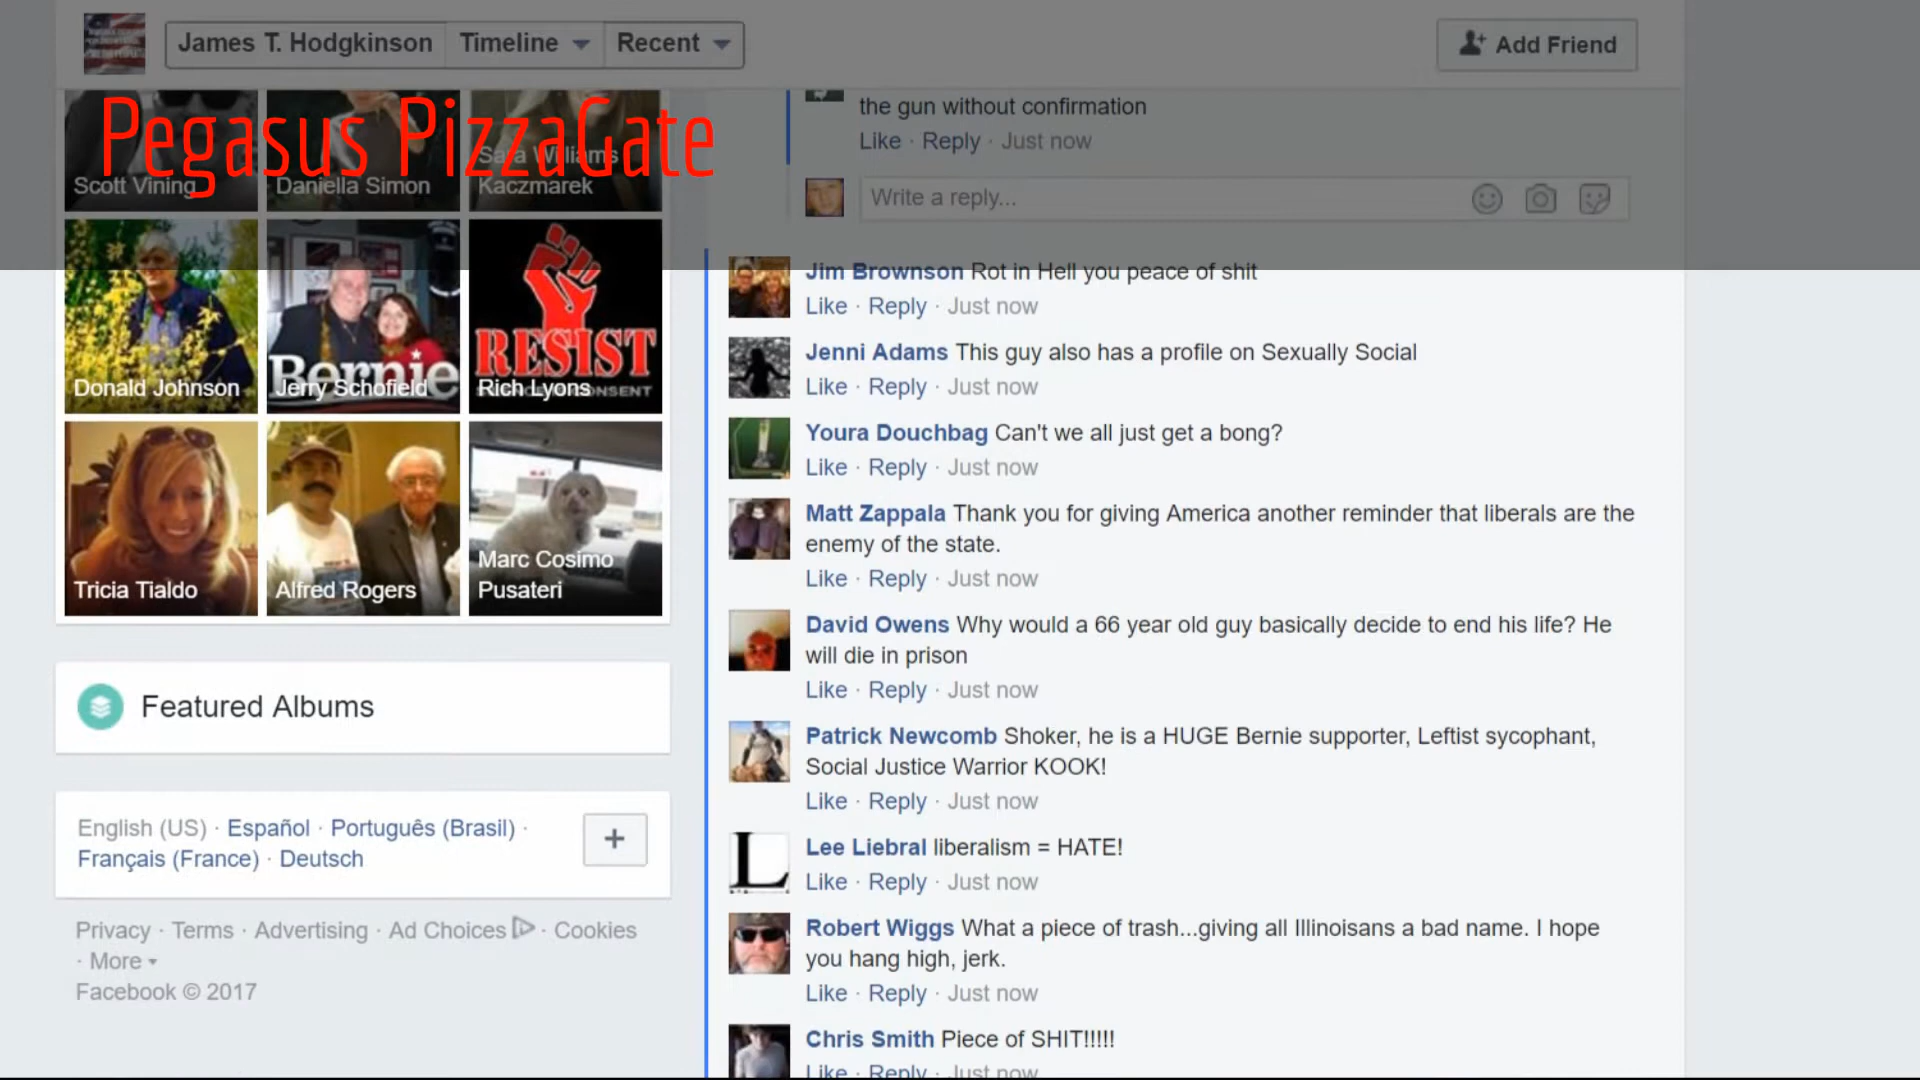 James T. Hodgkinson Timeline Recent
Add Friend
Pegasus PizzaGate
Scott Vining
Daniella Simon
Sara Williams
Kaczmarek
Donald Johnson
Bernie
Jerry Schofield
RESIST
Rich Lyons
Tricia Tialdo
Alfred Rogers
Marc Cosimo
Pusateri
Featured Albums
English (US) · Español · Português (Brasil) ·
Français (France) · Deutsch
+
Privacy · Terms · Advertising · Ad Choices · Cookies
· More
Facebook © 2017
the gun without confirmation
Like · Reply · Just now
Write a reply...
Jim Brownson Rot in Hell you peace of shit
Like · Reply · Just now
Jenni Adams This guy also has a profile on Sexually Social
Like · Reply · Just now
Youra Douchbag Can't we all just get a bong?
Like · Reply · Just now
Matt Zappala Thank you for giving America another reminder that liberals are the
enemy of the state.
Like · Reply · Just now
David Owens Why would a 66 year old guy basically decide to end his life? He
will die in prison
Like · Reply · Just now
Patrick Newcomb Shoker, he is a HUGE Bernie supporter, Leftist sycophant,
Social Justice Warrior KOOK!
Like · Reply · Just now
L
Lee Liebral liberalism = HATE!
Like · Reply · Just now
Robert Wiggs What a piece of trash...giving all Illinoisans a bad name. I hope
you hang high, jerk.
Like · Reply · Just now
Chris Smith Piece of SHIT!!!!!
Like · Reply · Just now